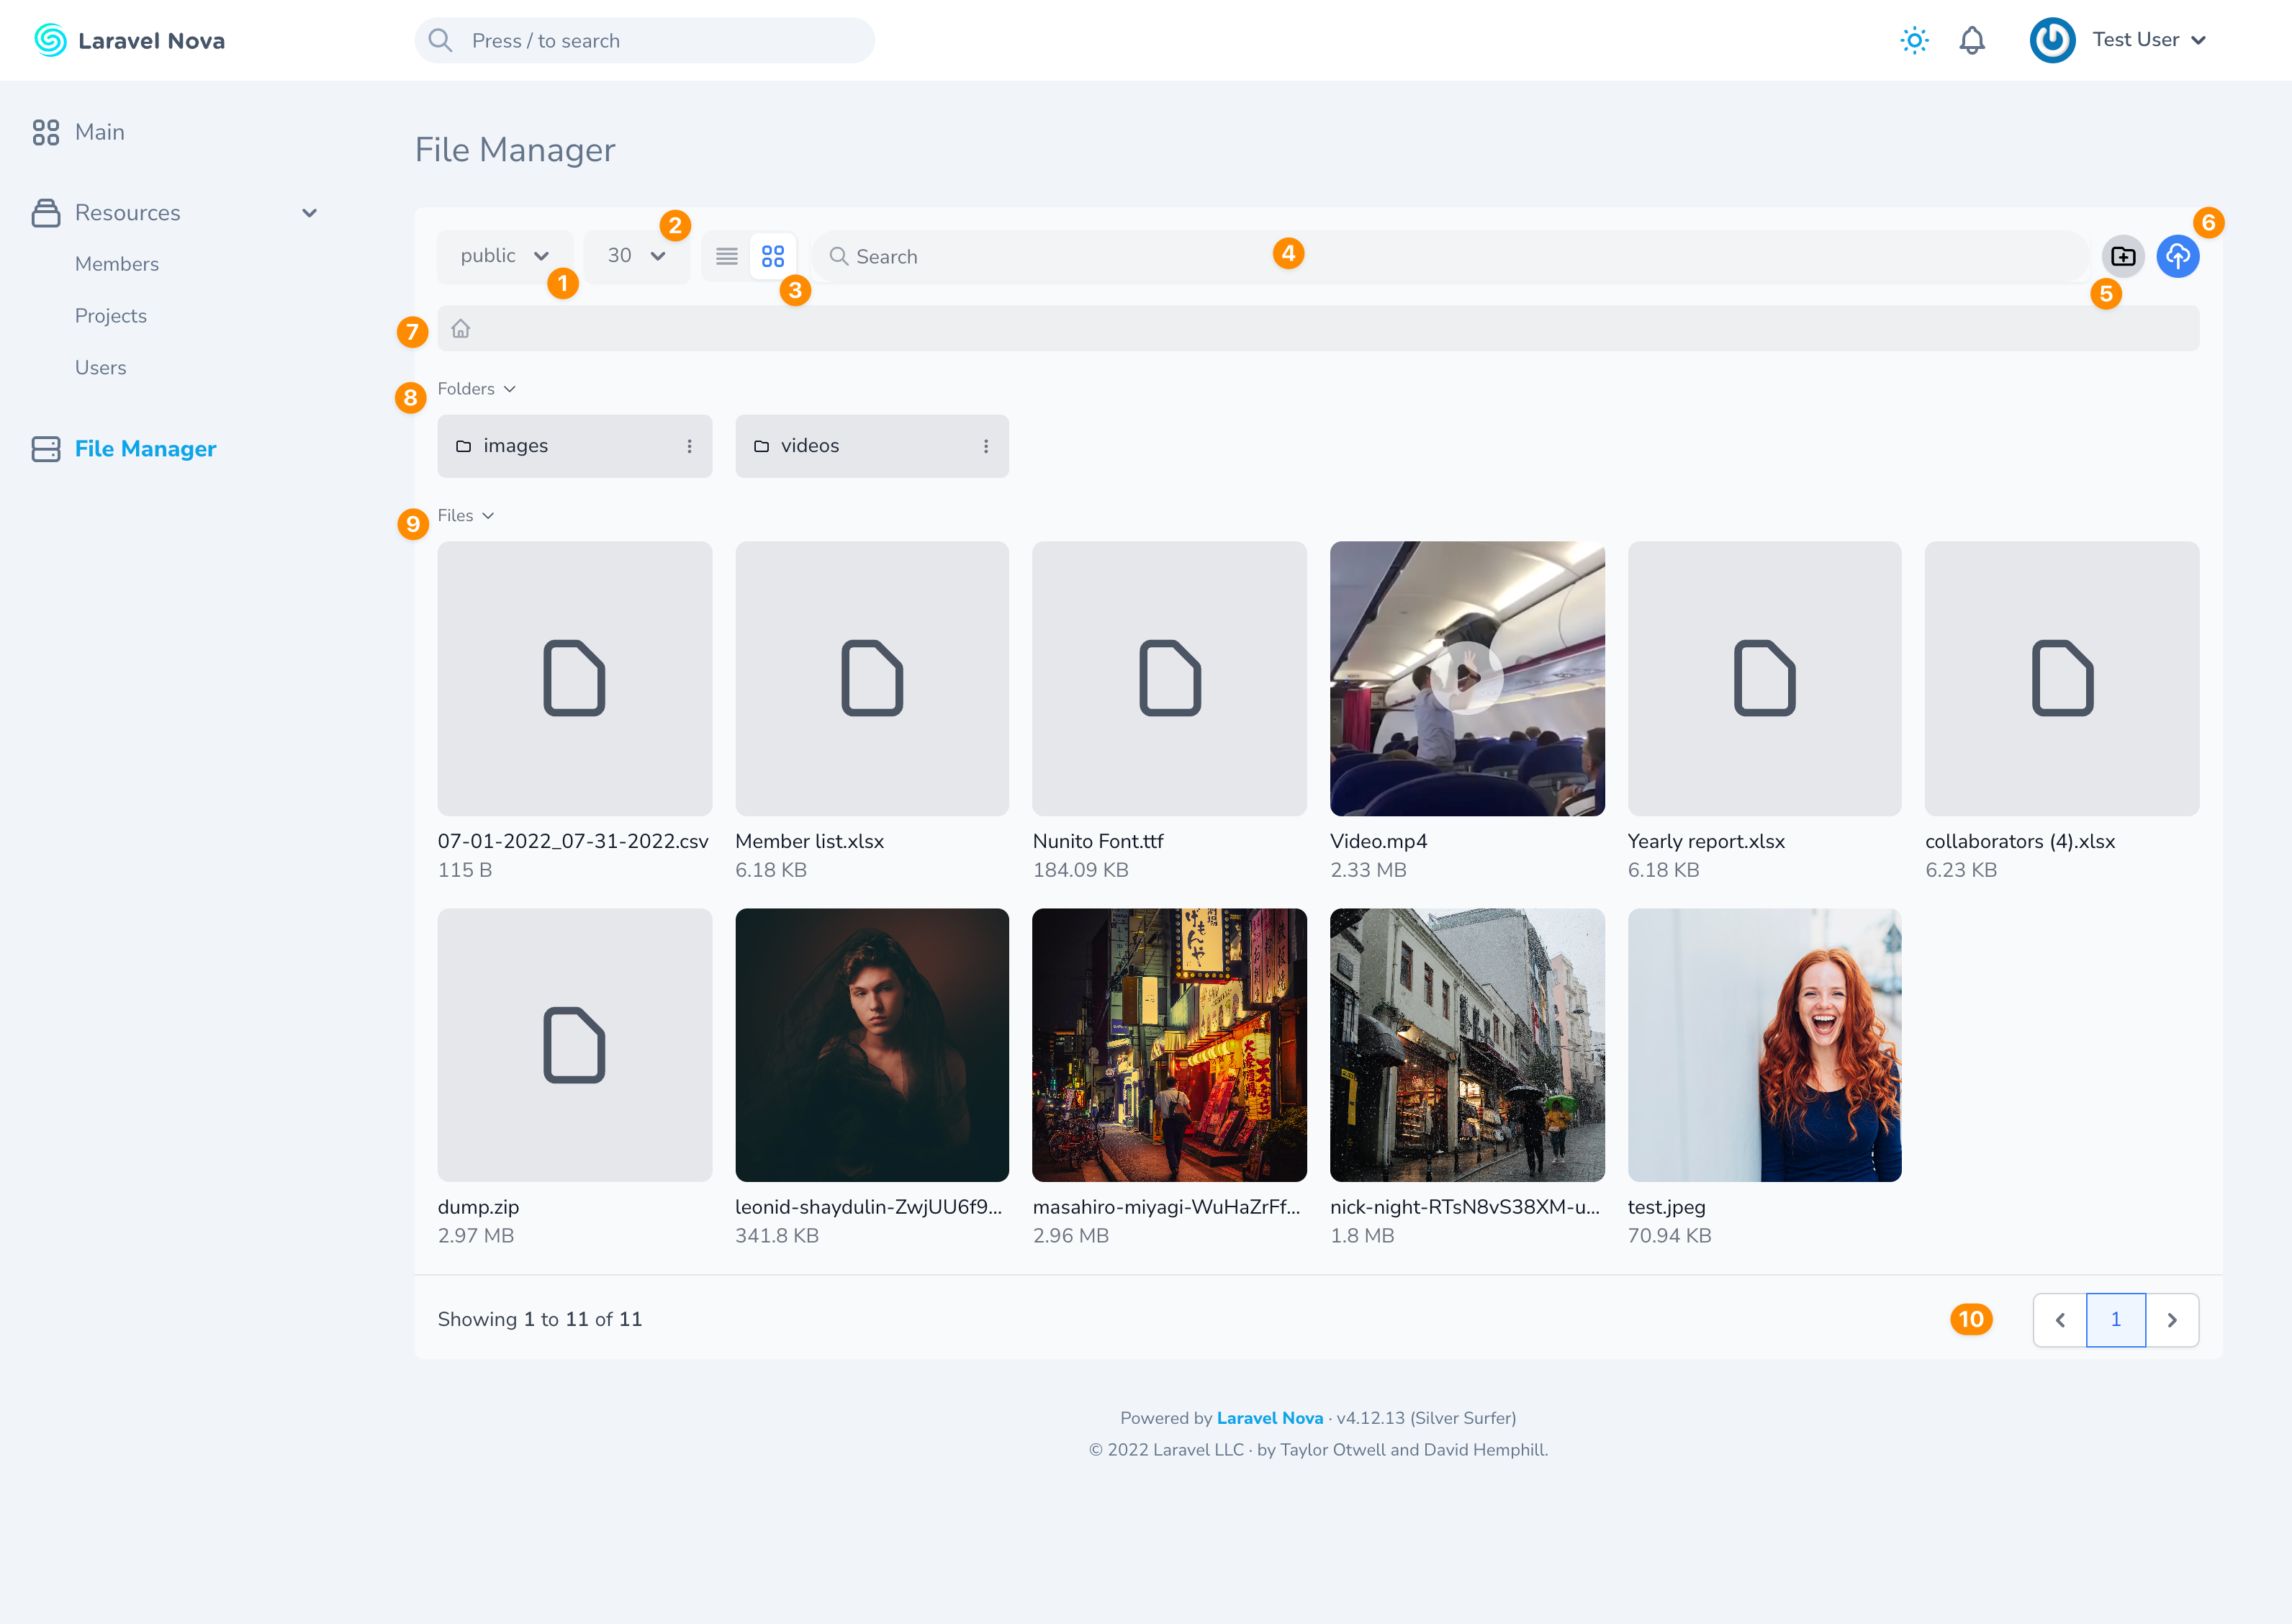 Laravel Nova
Press / to search
Test User
Main
Resources
Members
Projects
Users
File Manager
File Manager
public
30
Search
1
2
3
4
5
6
7
8
Folders
images
videos
9
Files
07-01-2022_07-31-2022.csv
115 B
Member list.xlsx
6.18 KB
Nunito Font.ttf
184.09 KB
Video.mp4
2.33 MB
Yearly report.xlsx
6.18 KB
collaborators (4).xlsx
6.23 KB
dump.zip
2.97 MB
leonid-shaydulin-ZwjUU6f9...
341.8 KB
masahiro-miyagi-WuHaZrFf...
2.96 MB
nick-night-RTsN8vS38XM-u...
1.8 MB
test.jpeg
70.94 KB
Showing 1 to 11 of 11
10
1
Powered by Laravel Nova · v4.12.13 (Silver Surfer)
© 2022 Laravel LLC · by Taylor Otwell and David Hemphill.